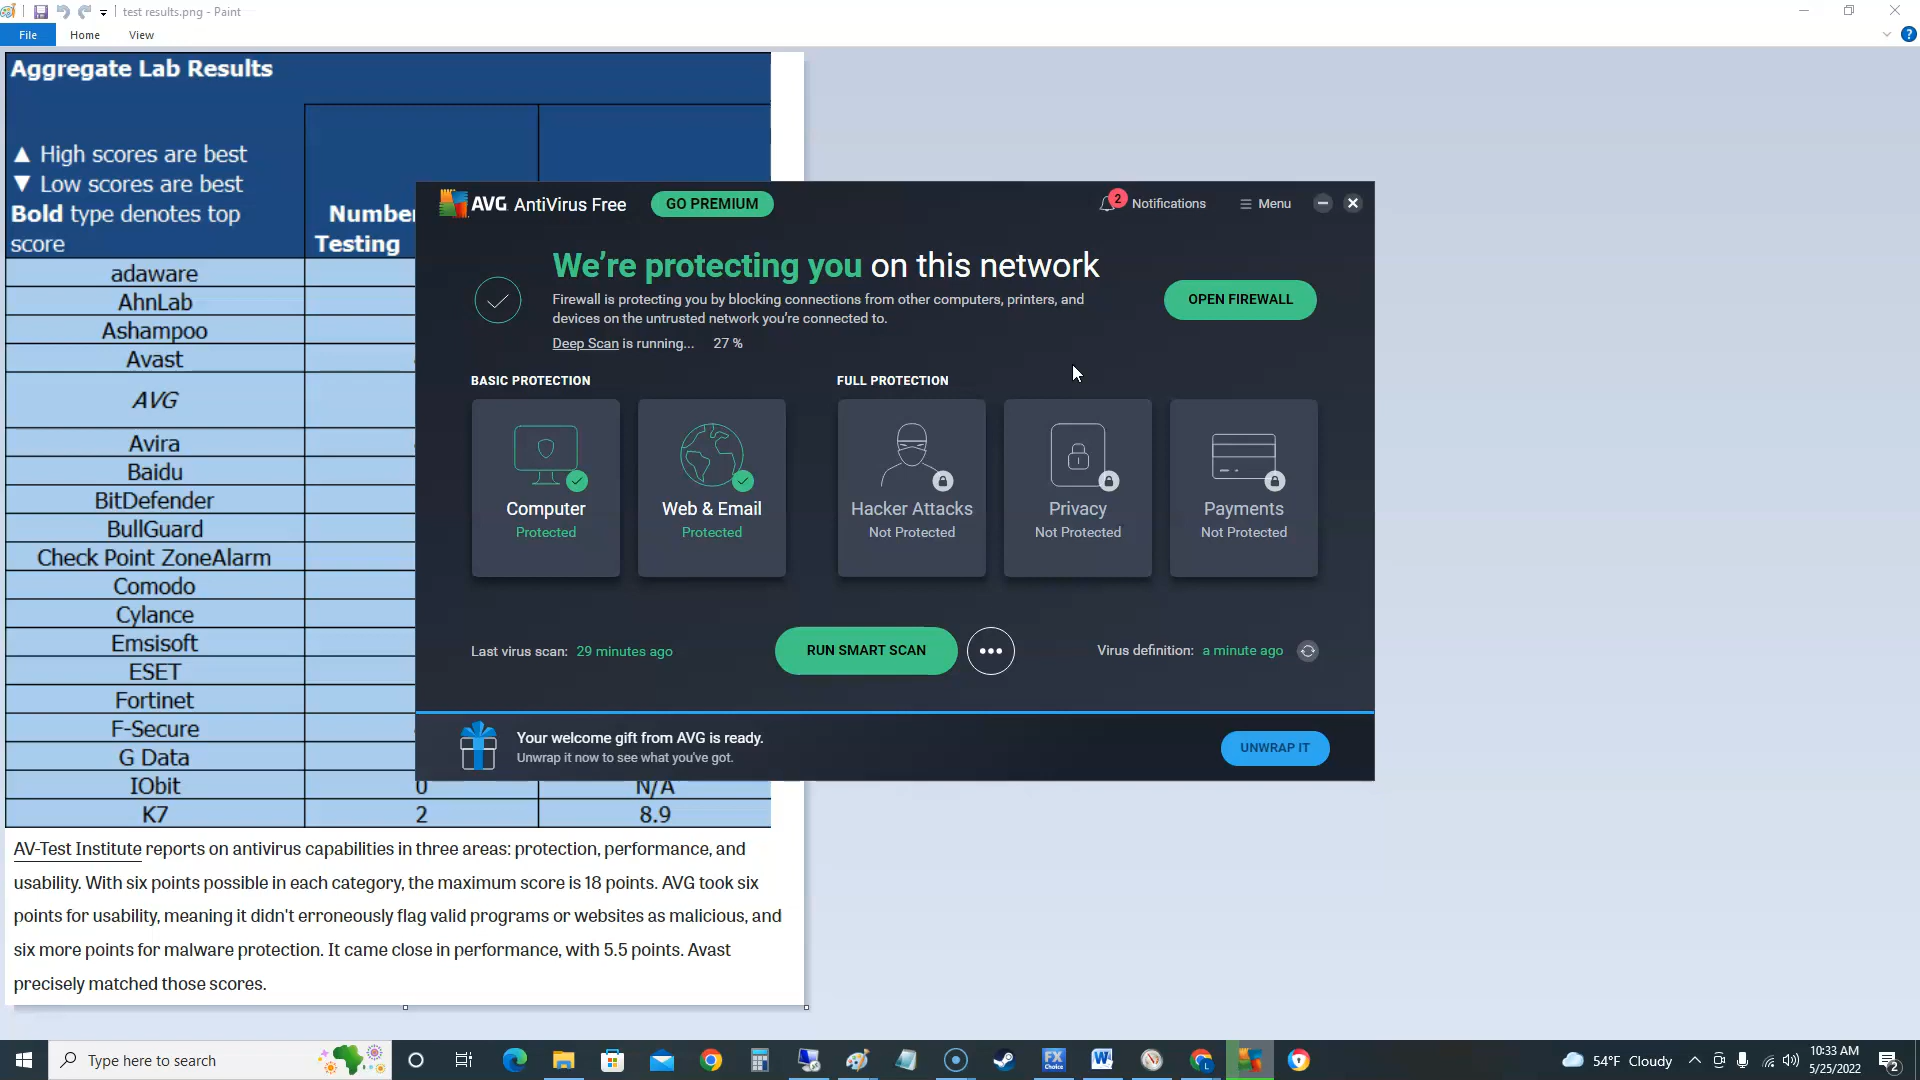 test results.png - Paint
File Home View
Aggregate Lab Results
▲ High scores are best
▼ Low scores are best
Bold type denotes top
score
Number
Testing
adaware
AhnLab
Ashampoo
Avast
AVG
Avira
Baidu
BitDefender
BullGuard
Check Point ZoneAlarm
Comodo
Cylance
Emsisoft
ESET
Fortinet
F-Secure
G Data
IObit 0 N/A
K7 2 8.9
AV-Test Institute reports on antivirus capabilities in three areas: protection, performance, and
usability. With six points possible in each category, the maximum score is 18 points. AVG took six
points for usability, meaning it didn't erroneously flag valid programs or websites as malicious, and
six more points for malware protection. It came close in performance, with 5.5 points. Avast
precisely matched those scores.
AVG AntiVirus Free GO PREMIUM 2 Notifications Menu
We're protecting you on this network
Firewall is protecting you by blocking connections from other computers, printers, and
devices on the untrusted network you're connected to.
OPEN FIREWALL
Deep Scan is running... 27 %
BASIC PROTECTION FULL PROTECTION
Computer
Protected
Web & Email
Protected
Hacker Attacks
Not Protected
Privacy
Not Protected
Payments
Not Protected
Last virus scan: 29 minutes ago RUN SMART SCAN Virus definition: a minute ago
Your welcome gift from AVG is ready.
Unwrap it now to see what you've got.
UNWRAP IT
Type here to search
FX
Choice
W
L
54°F Cloudy
10:33 AM
5/25/2022
2